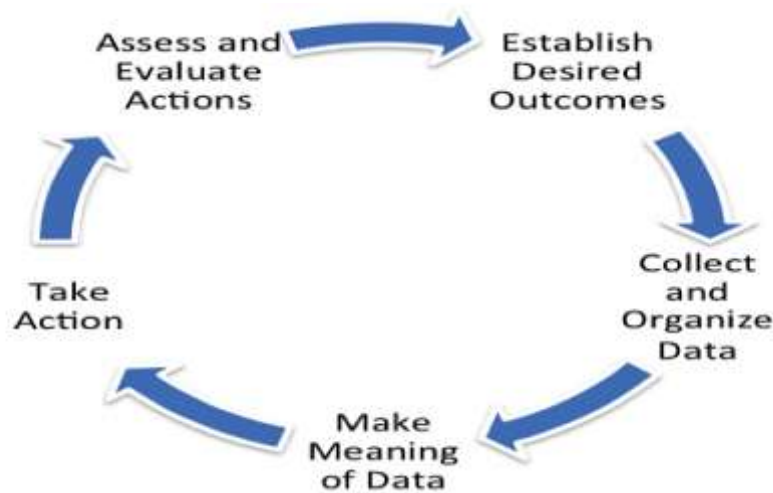 Assess and
Evaluate
Actions
Establish
Desired
Outcomes
Collect
and
Organize
Data
Make
Meaning
of Data
Take
Action